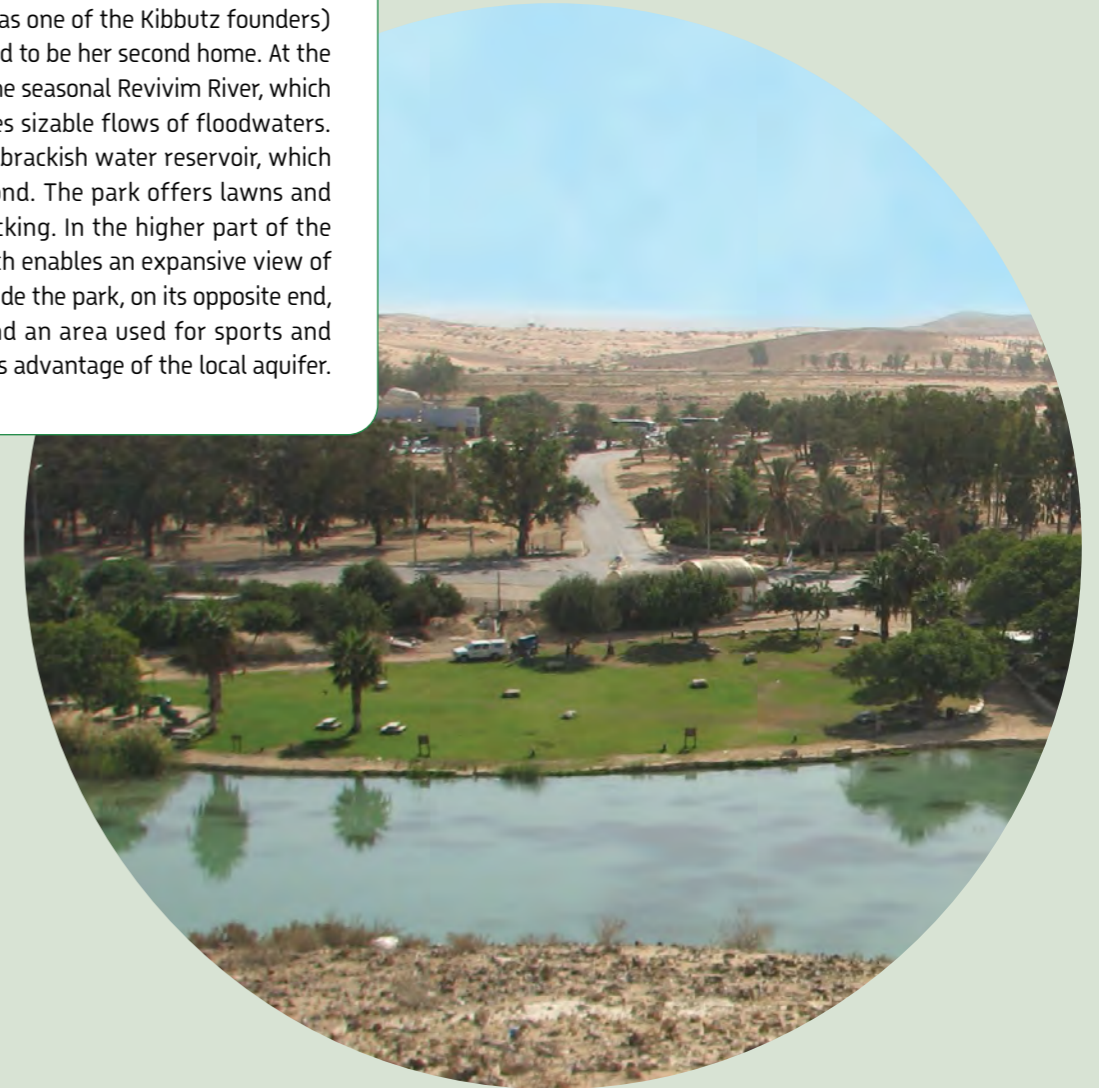 as one of the Kibbutz founders)
d to be her second home. At the
he seasonal Revivim River, which
es sizable flows of floodwaters.
brackish water reservoir, which
ond. The park offers lawns and
cking. In the higher part of the
ch enables an expansive view of
de the park, on its opposite end,
nd an area used for sports and
s advantage of the local aquifer.